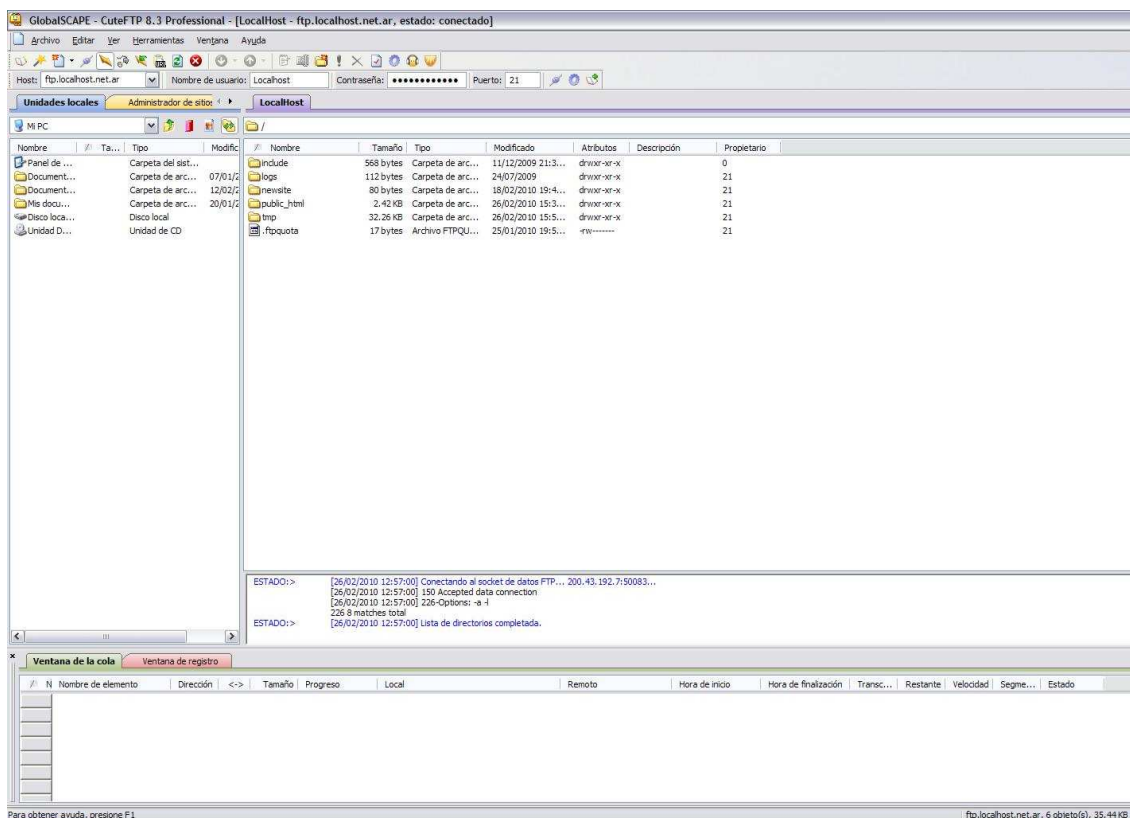 GlobalSCAPE - CuteFTP 8.3 Professional - [LocalHost - ftp.localhost.net.ar, estado: conectado]
Archivo Editar Ver Herramientas Ventana Ayuda
Host: ftp.localhost.net.ar Nombre de usuario: Localhost Contraseña: •••••••••••• Puerto: 21
Unidades locales Administrador de sitios LocalHost
Mi PC /
Nombre Ta... Tipo Modific Nombre Tamaño Tipo Modificado Atributos Descripción Propietario
Panel de ... Carpeta del sist... include 568 bytes Carpeta de arc... 11/12/2009 21:3... drwxr-xr-x 0
Document... Carpeta de arc... 07/01/2 logs 112 bytes Carpeta de arc... 24/07/2009 drwxr-xr-x 21
Document... Carpeta de arc... 12/02/2 newsite 80 bytes Carpeta de arc... 18/02/2010 19:4... drwxr-xr-x 21
Mis docu... Carpeta de arc... 20/01/2 public_html 2.42 KB Carpeta de arc... 26/02/2010 15:3... drwxr-xr-x 21
Disco loca... Disco local tmp 32.26 KB Carpeta de arc... 26/02/2010 15:5... drwxr-xr-x 21
Unidad D... Unidad de CD .ftpquota 17 bytes Archivo FTPQU... 25/01/2010 19:5... -rw------- 21
ESTADO:> [26/02/2010 12:57:00] Conectando al socket de datos FTP... 200.43.192.7:50083...
[26/02/2010 12:57:00] 150 Accepted data connection
[26/02/2010 12:57:00] 226-Options: -a -l
226 8 matches total
ESTADO:> [26/02/2010 12:57:00] Lista de directorios completada.
Ventana de la cola Ventana de registro
N Nombre de elemento Dirección <-> Tamaño Progreso Local Remoto Hora de inicio Hora de finalización Transc... Restante Velocidad Segme... Estado
Para obtener ayuda, presione F1 ftp.localhost.net.ar, 6 objeto(s), 35.44 KB